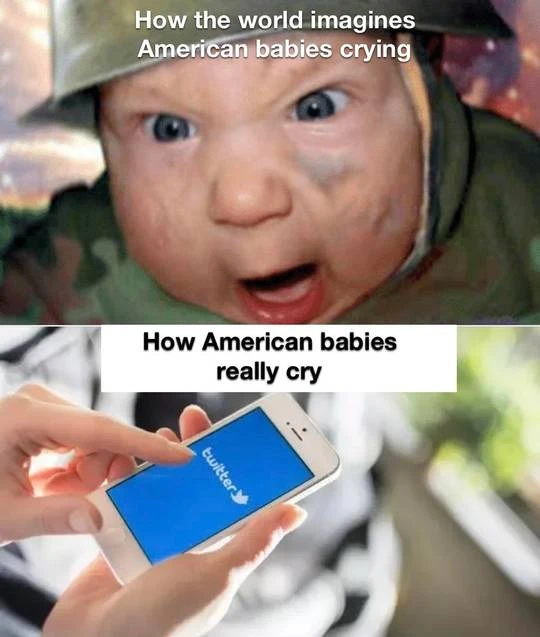 How the world imagines
American babies crying
How American babies
really cry
twitter